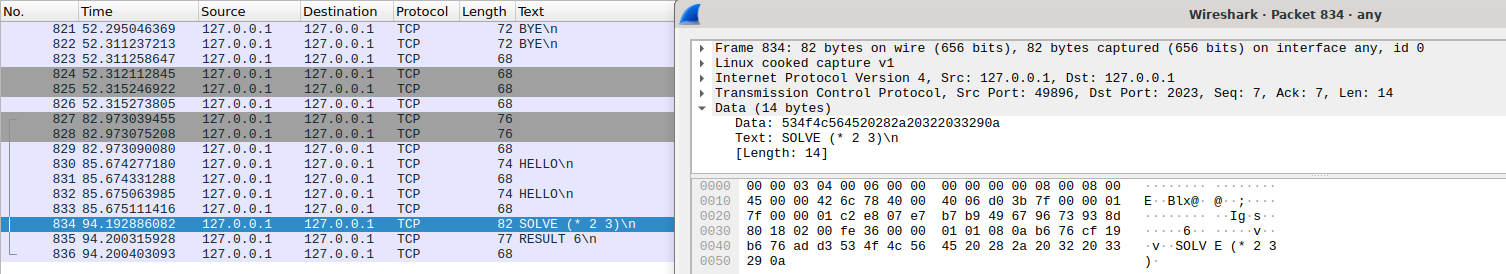 No. Time Source Destination Protocol Length Text
821 52.295046369 127.0.0.1 127.0.0.1 TCP 72 BYE\n
822 52.311237213 127.0.0.1 127.0.0.1 TCP 72 BYE\n
823 52.311258647 127.0.0.1 127.0.0.1 TCP 68
824 52.312112845 127.0.0.1 127.0.0.1 TCP 68
825 52.315246922 127.0.0.1 127.0.0.1 TCP 68
826 52.315273805 127.0.0.1 127.0.0.1 TCP 68
827 82.973039455 127.0.0.1 127.0.0.1 TCP 76
828 82.973075208 127.0.0.1 127.0.0.1 TCP 76
829 82.973090080 127.0.0.1 127.0.0.1 TCP 68
830 85.674277180 127.0.0.1 127.0.0.1 TCP 74 HELLO\n
831 85.674331288 127.0.0.1 127.0.0.1 TCP 68
832 85.675063985 127.0.0.1 127.0.0.1 TCP 74 HELLO\n
833 85.675111416 127.0.0.1 127.0.0.1 TCP 68
834 94.192886082 127.0.0.1 127.0.0.1 TCP 82 SOLVE (* 2 3)\n
835 94.200315928 127.0.0.1 127.0.0.1 TCP 77 RESULT 6\n
836 94.200403093 127.0.0.1 127.0.0.1 TCP 68
Wireshark · Packet 834 · any
Frame 834: 82 bytes on wire (656 bits), 82 bytes captured (656 bits) on interface any, id 0
Linux cooked capture v1
Internet Protocol Version 4, Src: 127.0.0.1, Dst: 127.0.0.1
Transmission Control Protocol, Src Port: 49896, Dst Port: 2023, Seq: 7, Ack: 7, Len: 14
Data (14 bytes)
Data: 534f4c564520282a20322033290a
Text: SOLVE (* 2 3)\n
[Length: 14]
0000 00 00 03 04 00 06 00 00 00 00 00 00 08 00 08 00 ········ ········
0010 45 00 00 42 6c 78 40 00 40 06 d0 3b 7f 00 00 01 E··Blx@· @··;····
0020 7f 00 00 01 c2 e8 07 e7 b7 b9 49 67 96 73 93 8d ········ ··Ig·s··
0030 80 18 02 00 fe 36 00 00 01 01 08 0a b6 76 cf 19 ·····6·· ·····v··
0040 b6 76 ad d3 53 4f 4c 56 45 20 28 2a 20 32 20 33 ·v··SOLV E (* 2 3
0050 29 0a )·